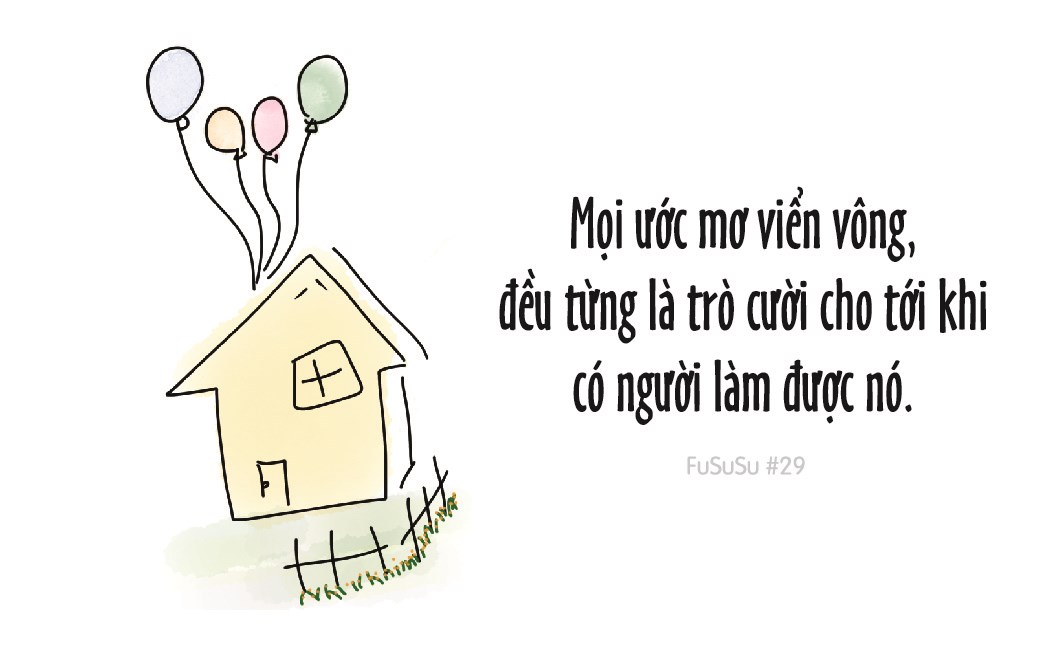 Mọi ước mơ viển vông,
đều từng là trò cười cho tới khi
có người làm được nó.
FuSuSu #29